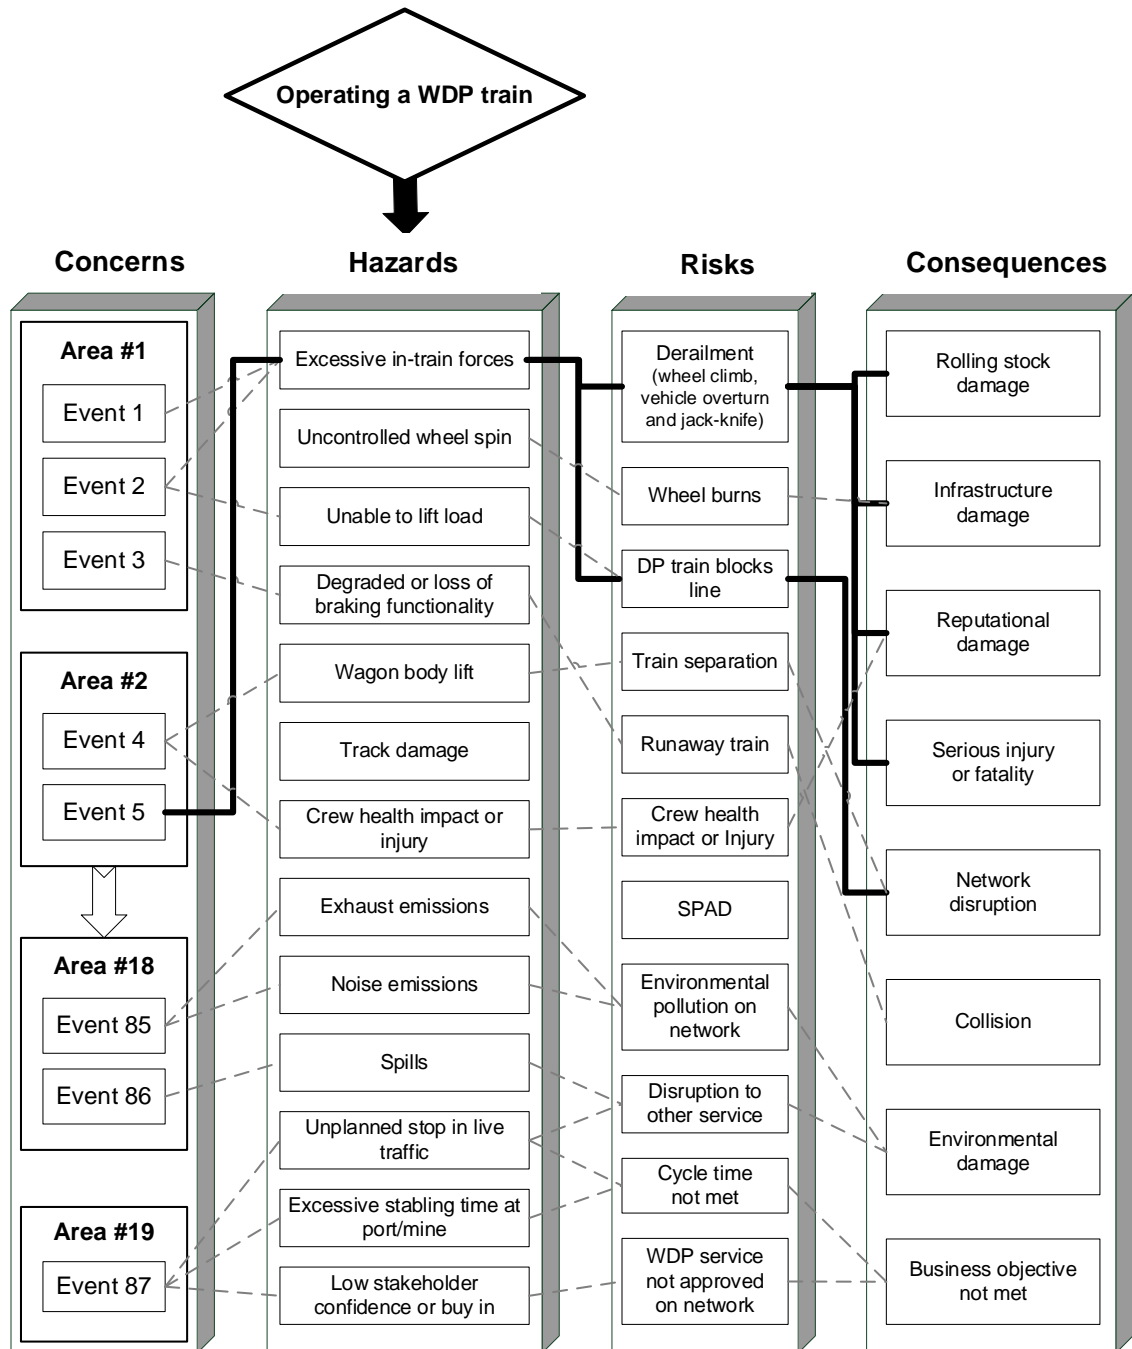 Operating a WDP train
Concerns
Hazards
Risks
Consequences
Area #1
Event 1
Event 2
Event 3
Area #2
Event 4
Event 5
Area #18
Event 85
Event 86
Area #19
Event 87
Excessive in-train forces
Uncontrolled wheel spin
Unable to lift load
Degraded or loss of
braking functionality
Wagon body lift
Track damage
Crew health impact or
injury
Exhaust emissions
Noise emissions
Spills
Unplanned stop in live
traffic
Excessive stabling time at
port/mine
Low stakeholder
confidence or buy in
Derailment
(wheel climb,
vehicle overturn
and jack-knife)
Wheel burns
DP train blocks
line
Train separation
Runaway train
Crew health
impact or Injury
SPAD
Environmental
pollution on
network
Disruption to
other service
Cycle time
not met
WDP service
not approved
on network
Rolling stock
damage
Infrastructure
damage
Reputational
damage
Serious injury
or fatality
Network
disruption
Collision
Environmental
damage
Business objective
not met